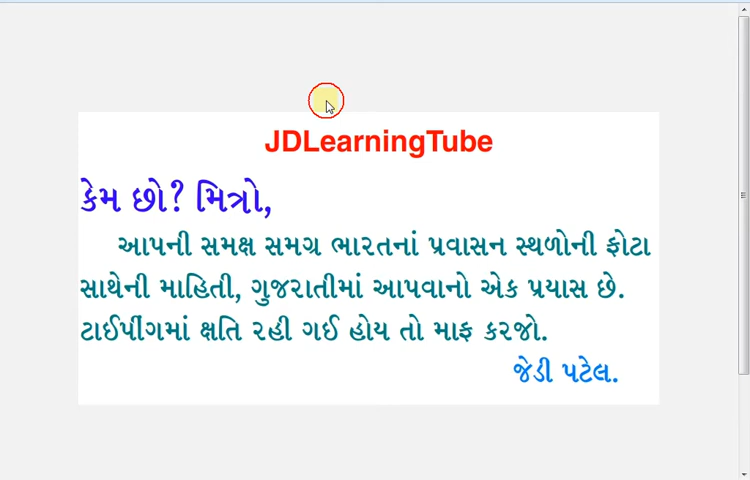 JDLearningTube
કેમ છો? મિત્રો,
આપની સમક્ષ સમગ્ર ભારતનાં પ્રવાસન સ્થળોની ફોટા
સાથેની માહિતી, ગુજરાતીમાં આપવાનો એક પ્રયાસ છે.
ટાઈપીંગમાં ક્ષતિ રહી ગઈ હોય તો માફ કરજો.
જેડી પટેલ.